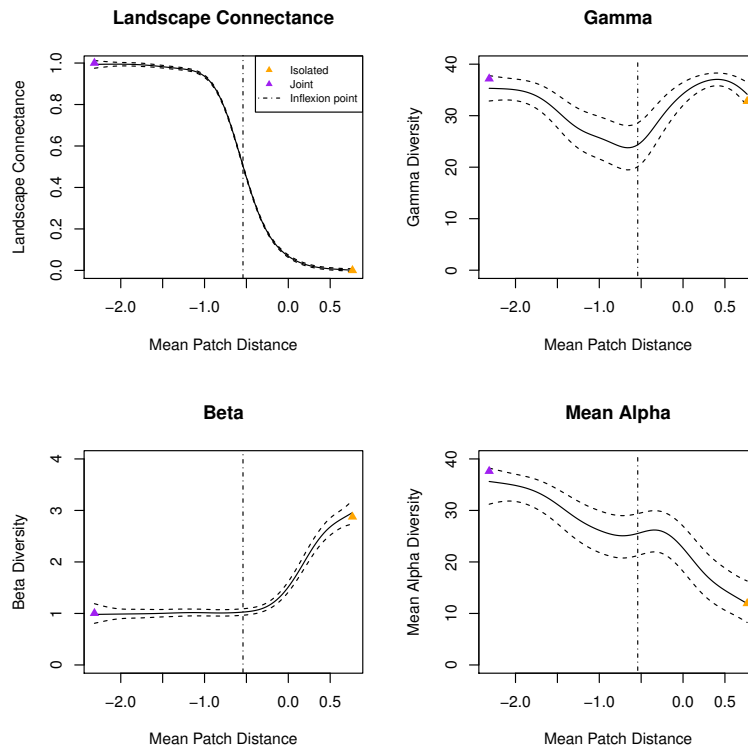 Landscape Connectance
Landscape Connectance
0.0 0.2 0.4 0.6 0.8 1.0
Isolated
Joint
Inflexion point
−2.0 −1.0 0.0 0.5
Mean Patch Distance
Gamma
Gamma Diversity
0 10 20 30 40
−2.0 −1.0 0.0 0.5
Mean Patch Distance
Beta
Beta Diversity
0 1 2 3 4
−2.0 −1.0 0.0 0.5
Mean Patch Distance
Mean Alpha
Mean Alpha Diversity
0 10 20 30 40
−2.0 −1.0 0.0 0.5
Mean Patch Distance